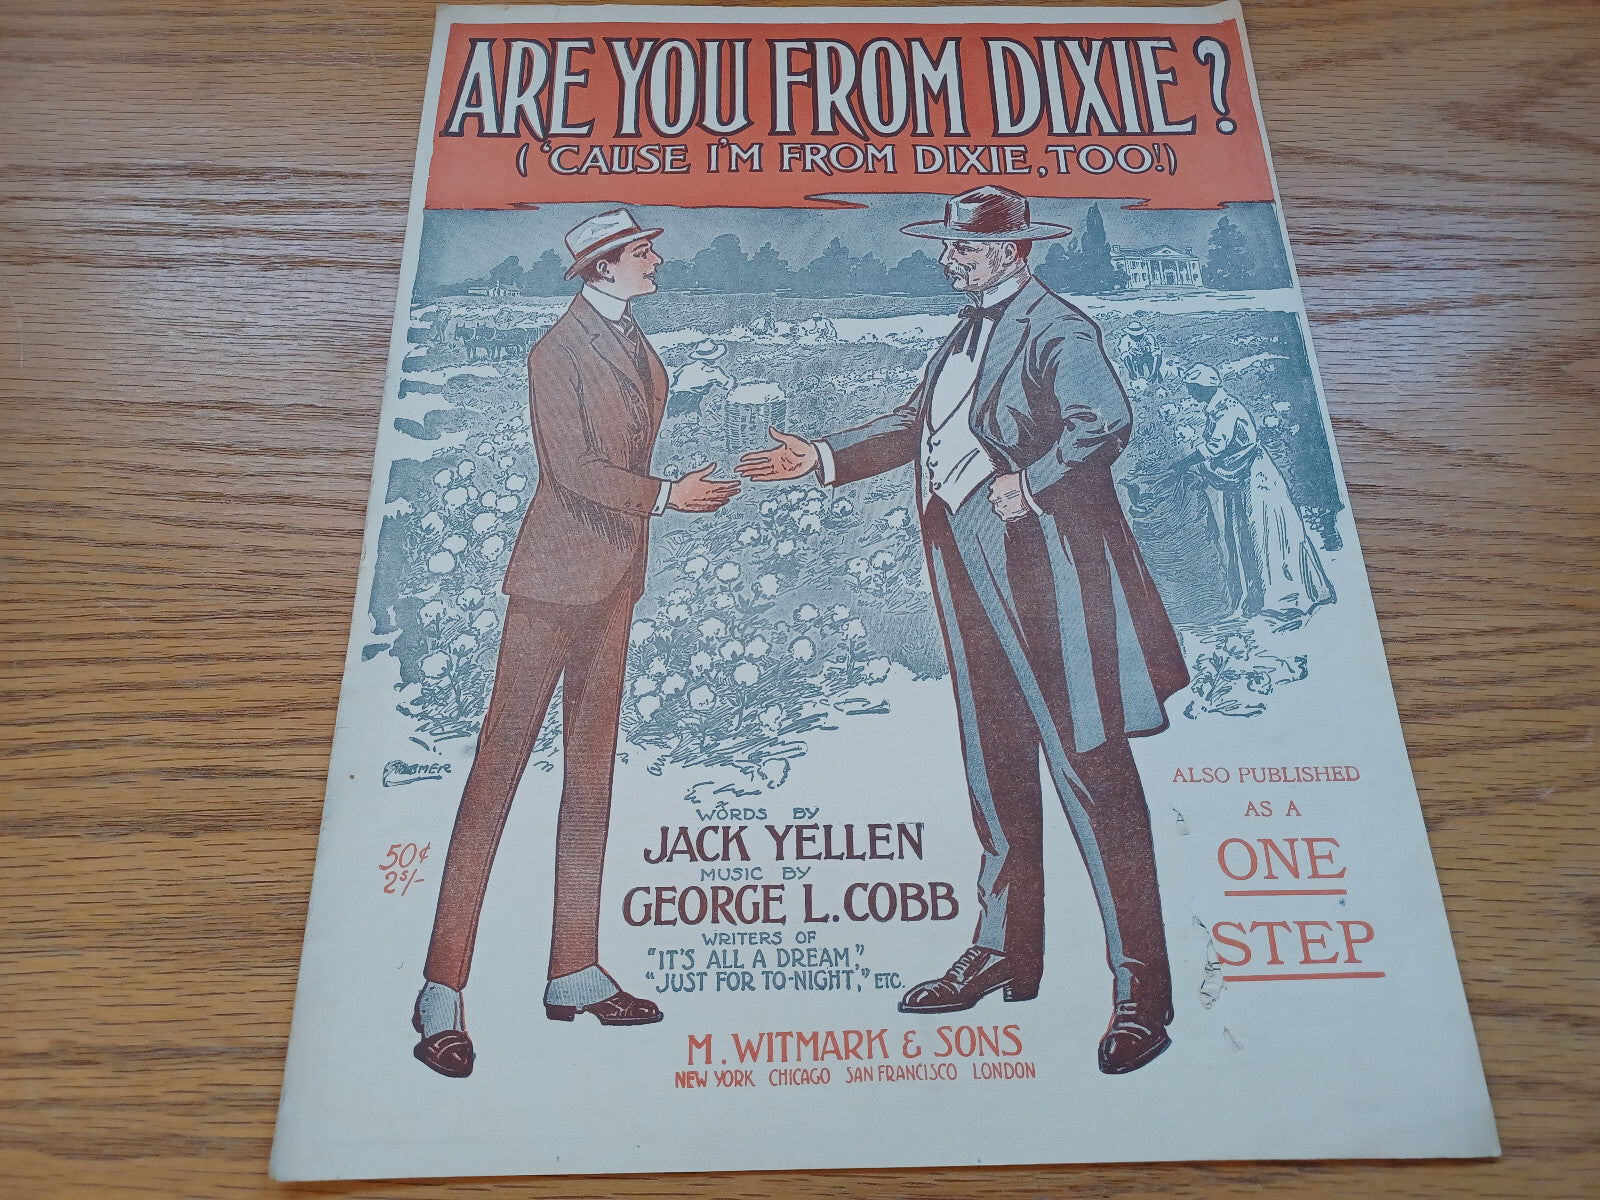 ARE YOU FROM DIXIE?
('CAUSE I'M FROM DIXIE, TOO!)
50¢
2s/-
WORDS BY
JACK YELLEN
MUSIC BY
GEORGE L. COBB
WRITERS OF
"IT'S ALL A DREAM,"
"JUST FOR TO-NIGHT," ETC.
M. WITMARK & SONS
NEW YORK CHICAGO SAN FRANCISCO LONDON
ALSO PUBLISHED
AS A
ONE
STEP